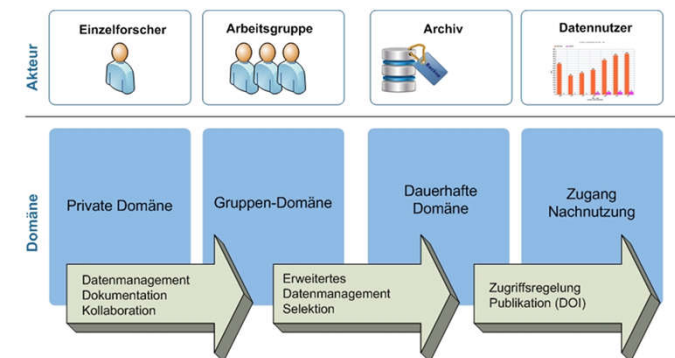 Akteur
Einzelforscher
Arbeitsgruppe
Archiv
Datennutzer
Domäne
Private Domäne
Gruppen-Domäne
Dauerhafte
Domäne
Zugang
Nachnutzung
Datenmanagement
Dokumentation
Kollaboration
Erweitertes
Datenmanagement
Selektion
Zugriffsregelung
Publikation (DOI)